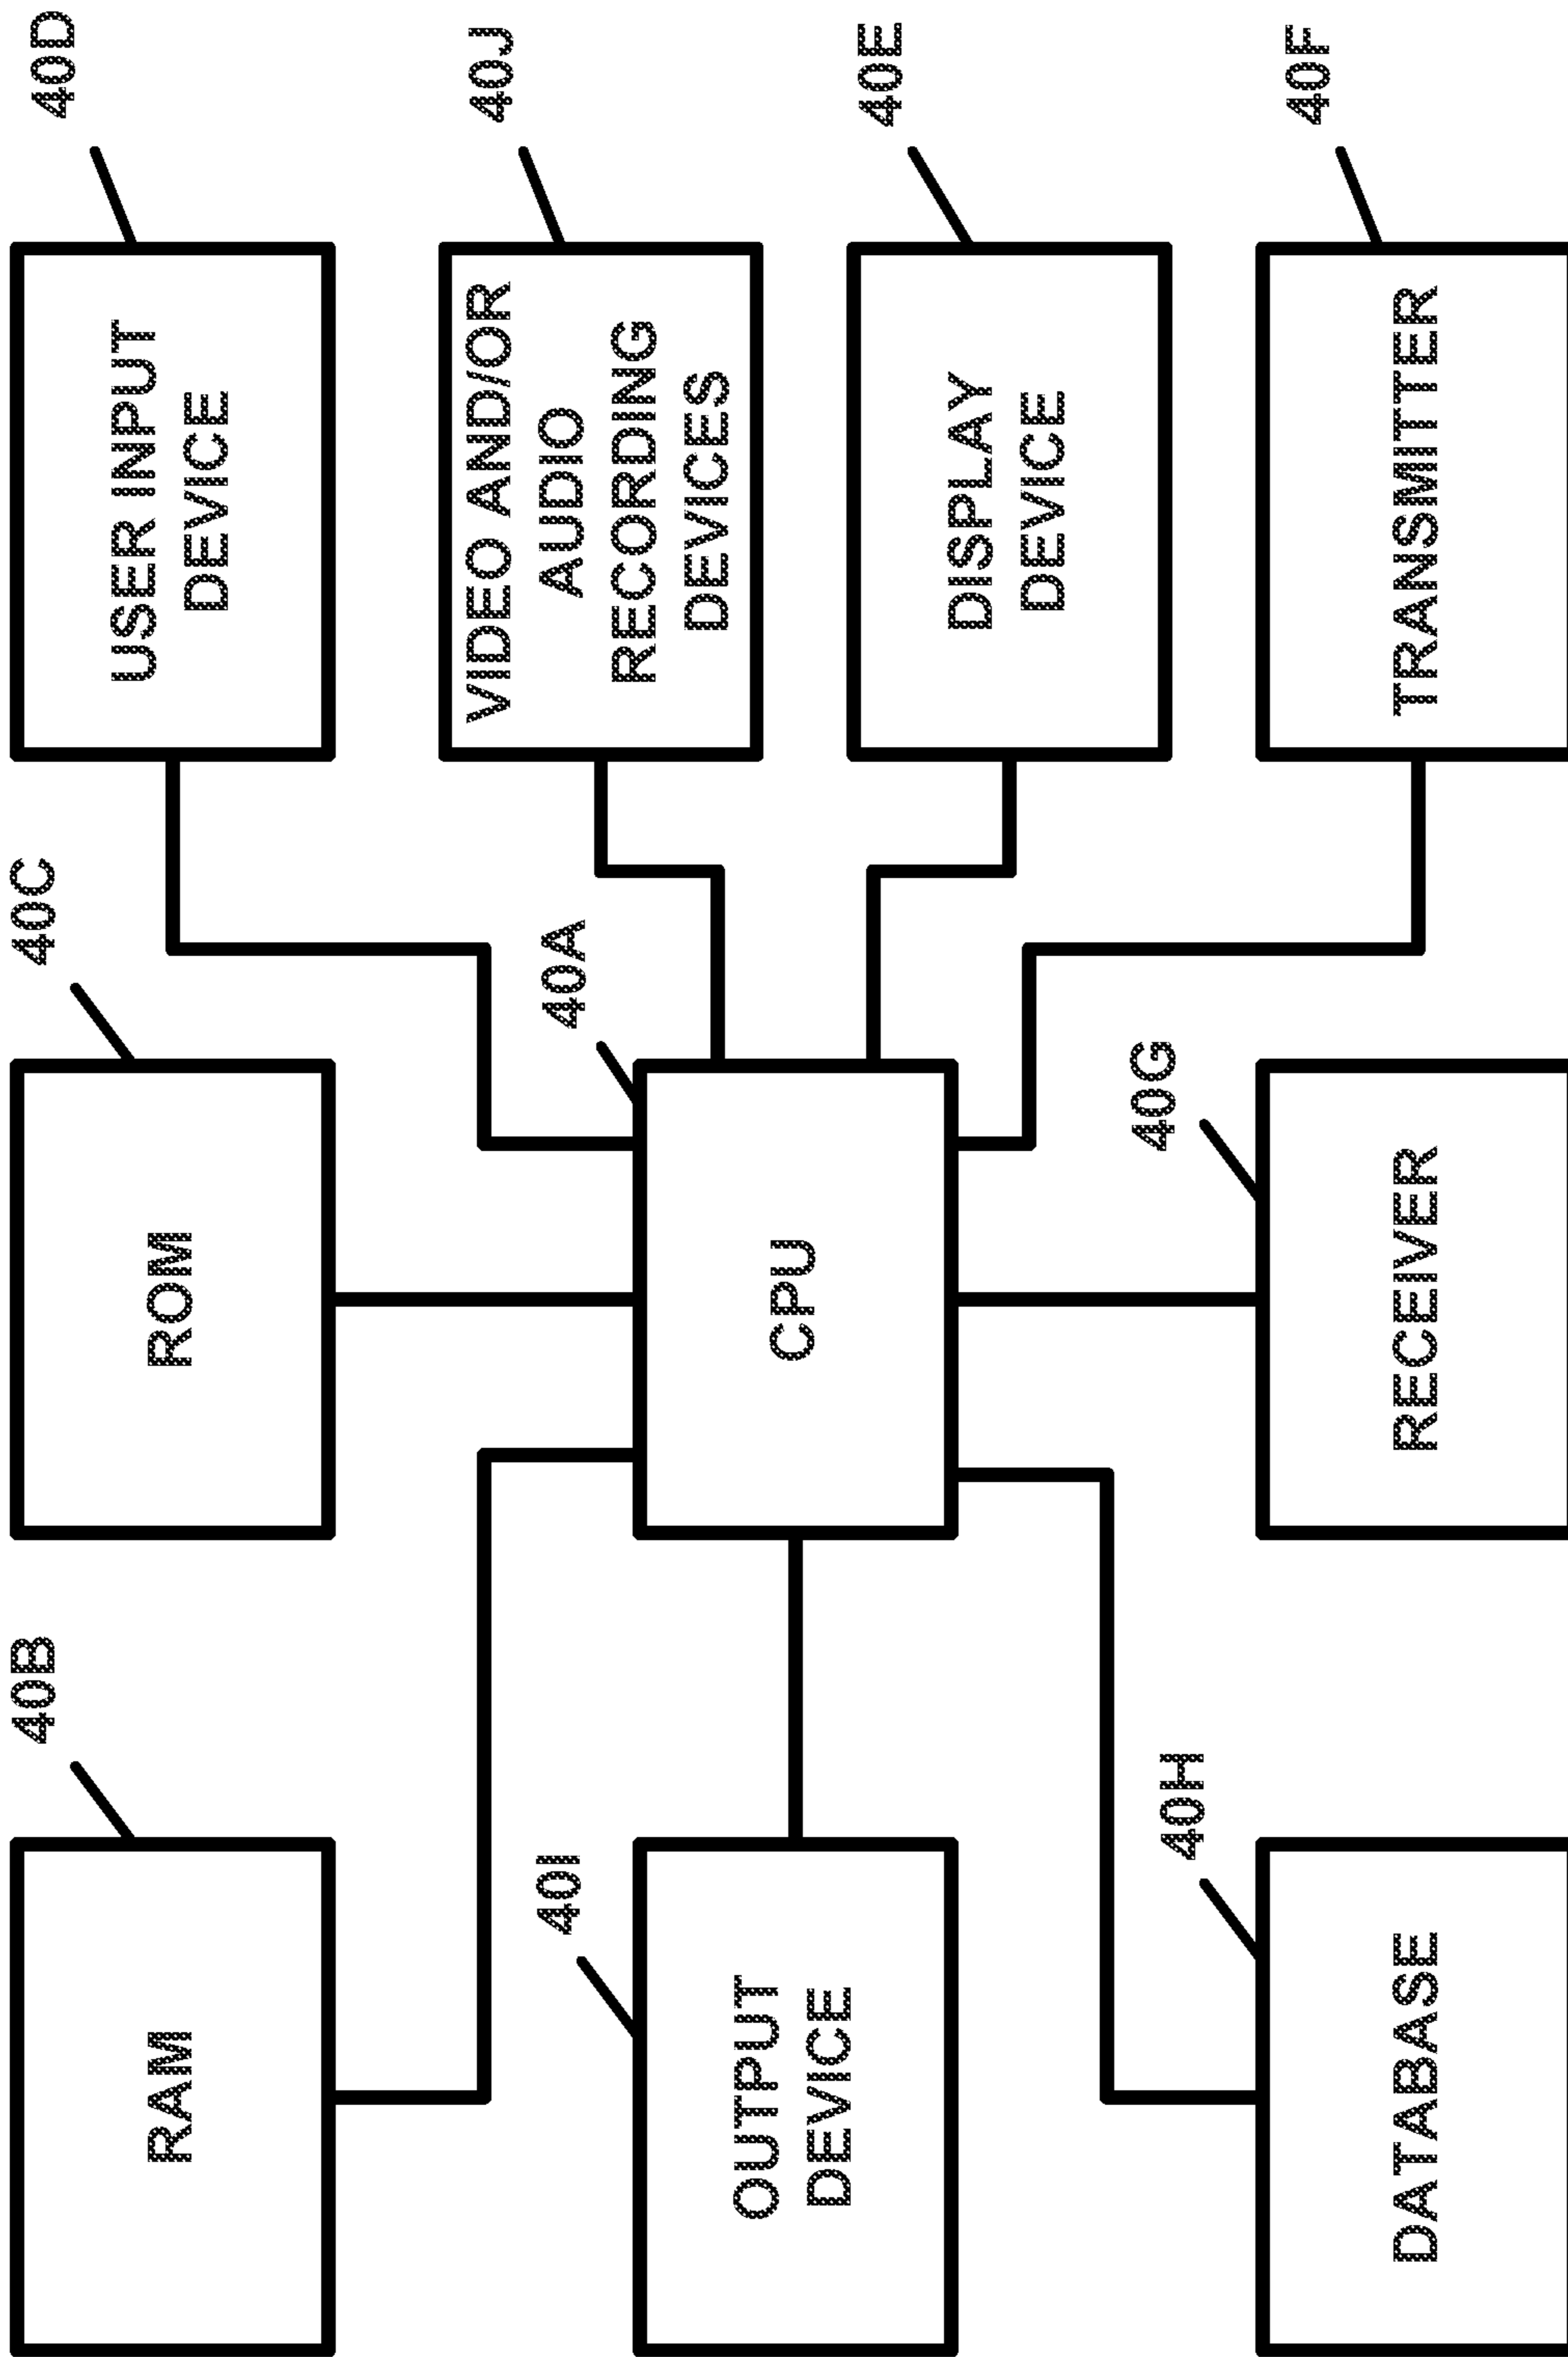 40B
RAM
40C
ROM
40D
USER INPUT
DEVICE
40I
OUTPUT
DEVICE
40A
CPU
40J
VIDEO AND/OR
AUDIO
RECORDING
DEVICES
40E
DISPLAY
DEVICE
40H
DATABASE
40G
RECEIVER
40F
TRANSMITTER